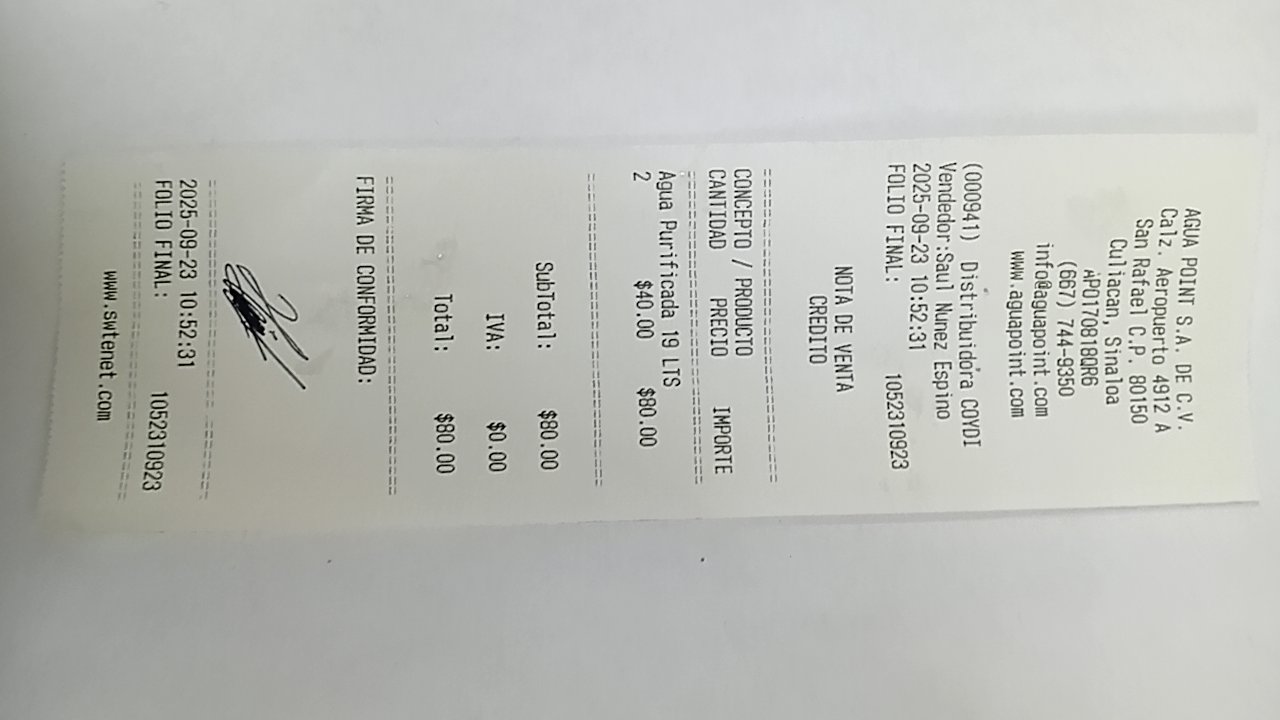 AGUA POINT S.A. DE C.V.
Calz. Aeropuerto 4912 A
San Rafael C.P. 80150
Culiacan, Sinaloa
APO170818QR6
(667) 744-9350
info@aguapoint.com
www.aguapoint.com
(000941) Distribuidora COYDI
Vendedor:Saul Nunez Espino
2025-09-23 10:52:31
FOLIO FINAL: 1052310923
NOTA DE VENTA
CREDITO
CONCEPTO / PRODUCTO
CANTIDAD PRECIO IMPORTE
Agua Purificada 19 LTS
2 $40.00 $80.00
SubTotal: $80.00
IVA: $0.00
Total: $80.00
FIRMA DE CONFORMIDAD:
2025-09-23 10:52:31
FOLIO FINAL: 1052310923
www.swtenet.com